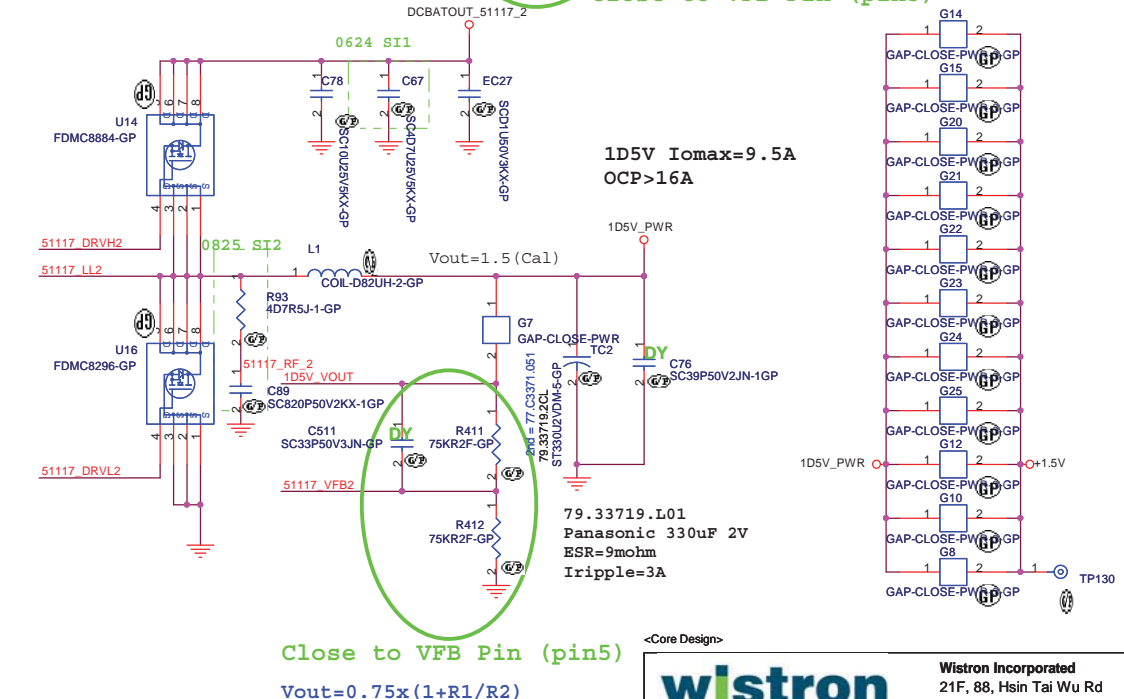 DCBATOUT_51117_2
0624 SI1
C78
C67
EC27
SC10U25V5KX-GP
SC4D7U25V5KX-GP
SCD1U50V3KX-GP
U14
FDMC8884-GP
1D5V Iomax=9.5A
OCP>16A
51117_DRVH2
51117_LL2
0825 SI2
L1
COIL-D82UH-2-GP
Vout=1.5(Cal)
1D5V_PWR
R93
4D7R5J-1-GP
U16
FDMC8296-GP
51117_RF_2
1D5V_VOUT
C89
SC820P50V2KX-1GP
G7
GAP-CLOSE-PWR
TC2
2nd = 77.C3371.051
79.33719.2CL
ST330U2VDM-5-GP
DY
C76
SC39P50V2JN-1GP
C511
SC33P50V3JN-GP
DY
R411
75KR2F-GP
51117_DRVL2
51117_VFB2
R412
75KR2F-GP
79.33719.L01
Panasonic 330uF 2V
ESR=9mohm
Iripple=3A
Close to VFB Pin (pin5)
Vout=0.75x(1+R1/R2)
G14
GAP-CLOSE-PWR-GP
G15
GAP-CLOSE-PWR-GP
G20
GAP-CLOSE-PWR-GP
G21
GAP-CLOSE-PWR-GP
G22
GAP-CLOSE-PWR-GP
G23
GAP-CLOSE-PWR-GP
G24
GAP-CLOSE-PWR-GP
G25
GAP-CLOSE-PWR-GP
G12
1D5V_PWR
+1.5V
GAP-CLOSE-PWR-GP
G10
GAP-CLOSE-PWR-GP
G8
GAP-CLOSE-PWR-GP
TP130
<Core Design>
wistron
Wistron Incorporated
21F, 88, Hsin Tai Wu Rd